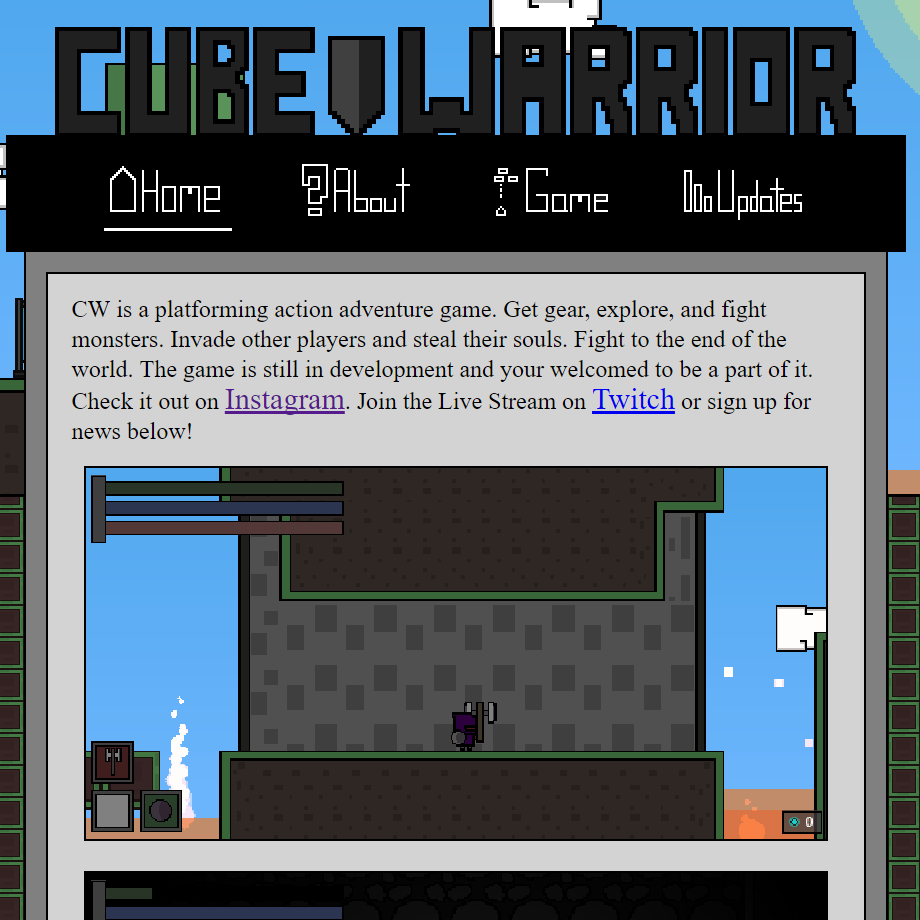 CUBE WARRIOR
Home About Game Updates
CW is a platforming action adventure game. Get gear, explore, and fight
monsters. Invade other players and steal their souls. Fight to the end of the
world. The game is still in development and your welcomed to be a part of it.
Check it out on Instagram. Join the Live Stream on Twitch or sign up for
news below!
0